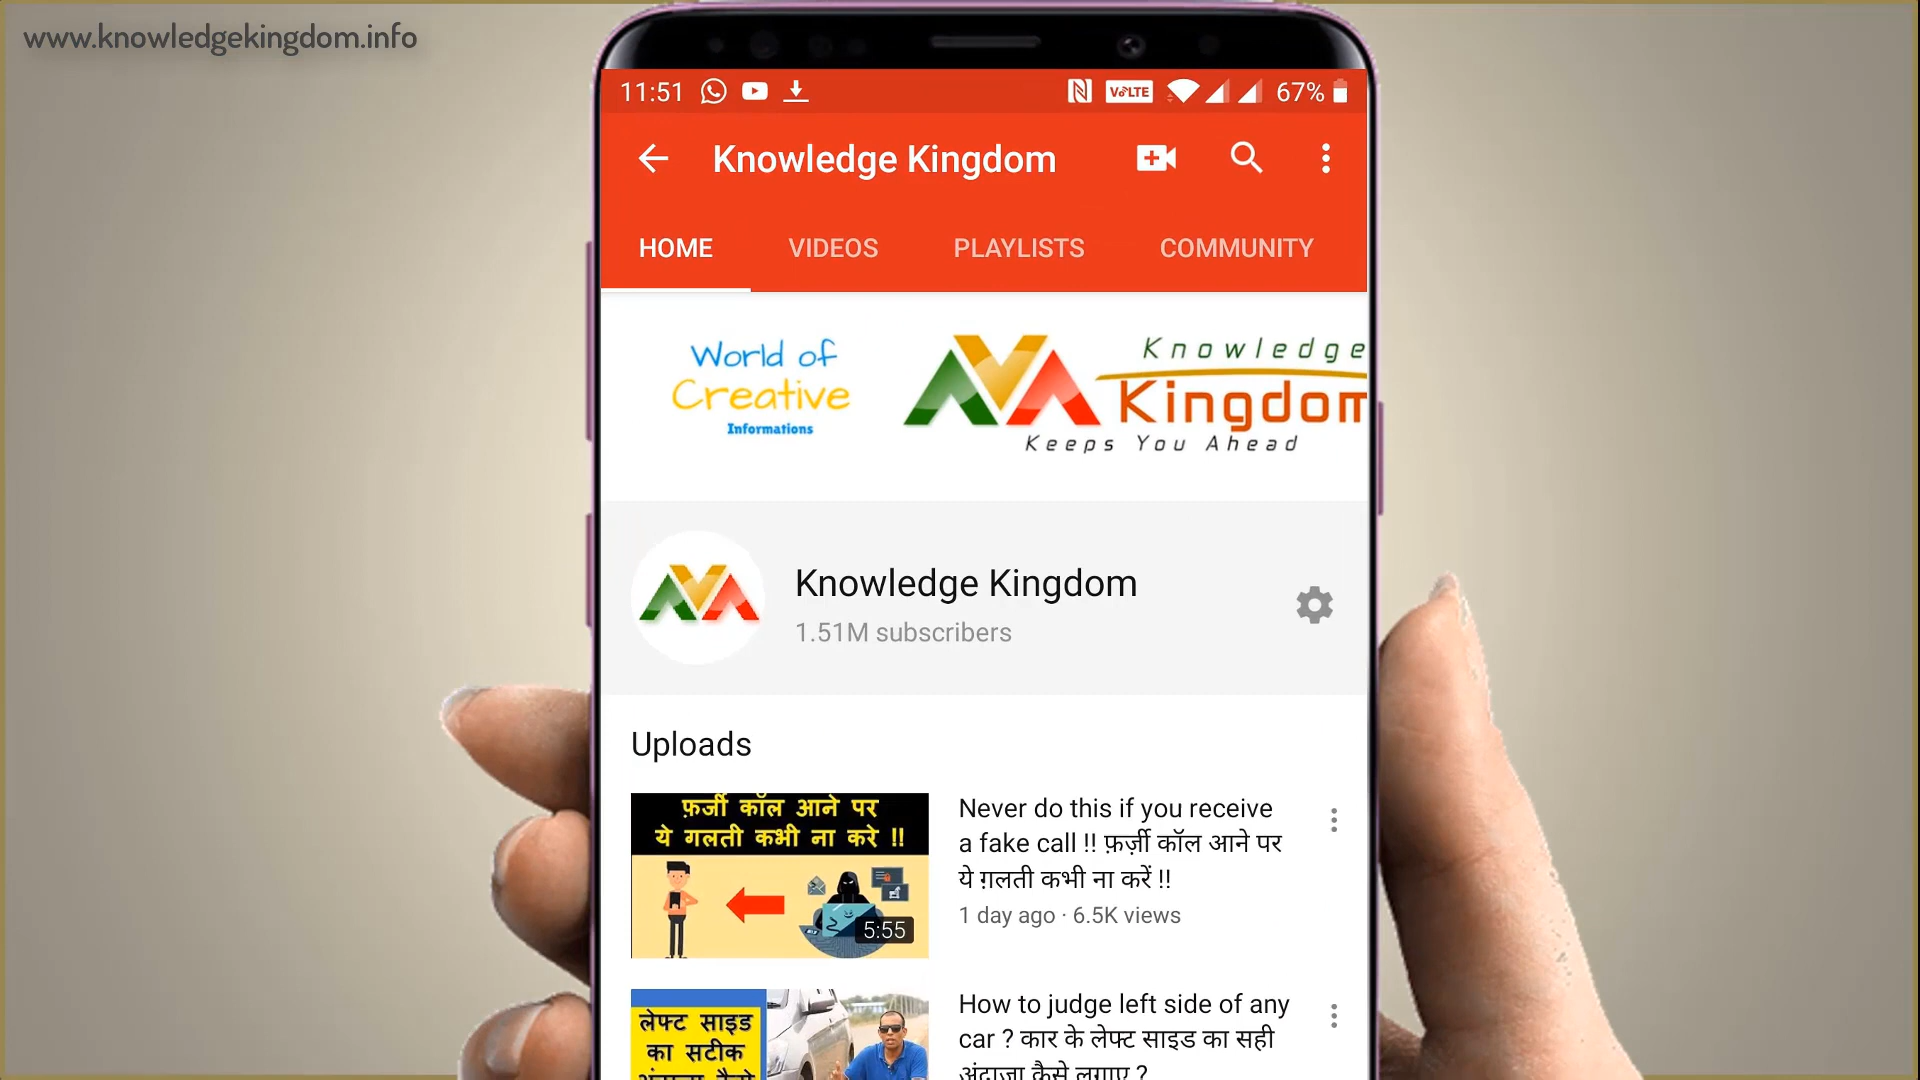 www.knowledgekingdom.info
11:51
VoLTE
67%
Knowledge Kingdom
HOME
VIDEOS
PLAYLISTS
COMMUNITY
World of
Creative
Informations
Knowledge
Kingdom
Keeps You Ahead
Knowledge Kingdom
1.51M subscribers
Uploads
फ़र्जी कॉल आने पर
ये गलती कभी ना करे !!
5:55
Never do this if you receive
a fake call !! फ़र्ज़ी कॉल आने पर
ये ग़लती कभी ना करें !!
1 day ago · 6.5K views
लेफ्ट साइड
का सटीक
अंदाजा कैसे
How to judge left side of any
car ? कार के लेफ्ट साइड का सही
अंदाज़ा कैसे लगाए ?